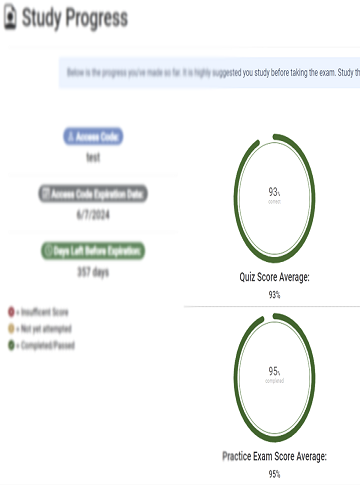 Study Progress
Below is the progress you've made so far. It is highly suggested you study before taking the exam. Study th
Access Code:
test
Access Code Expiration Date:
6/7/2024
Days Left Before Expiration:
357 days
= Insufficent Score
= Not yet attempted
= Completed/Passed
93%
correct
Quiz Score Average:
93%
95%
completed
Practice Exam Score Average:
95%